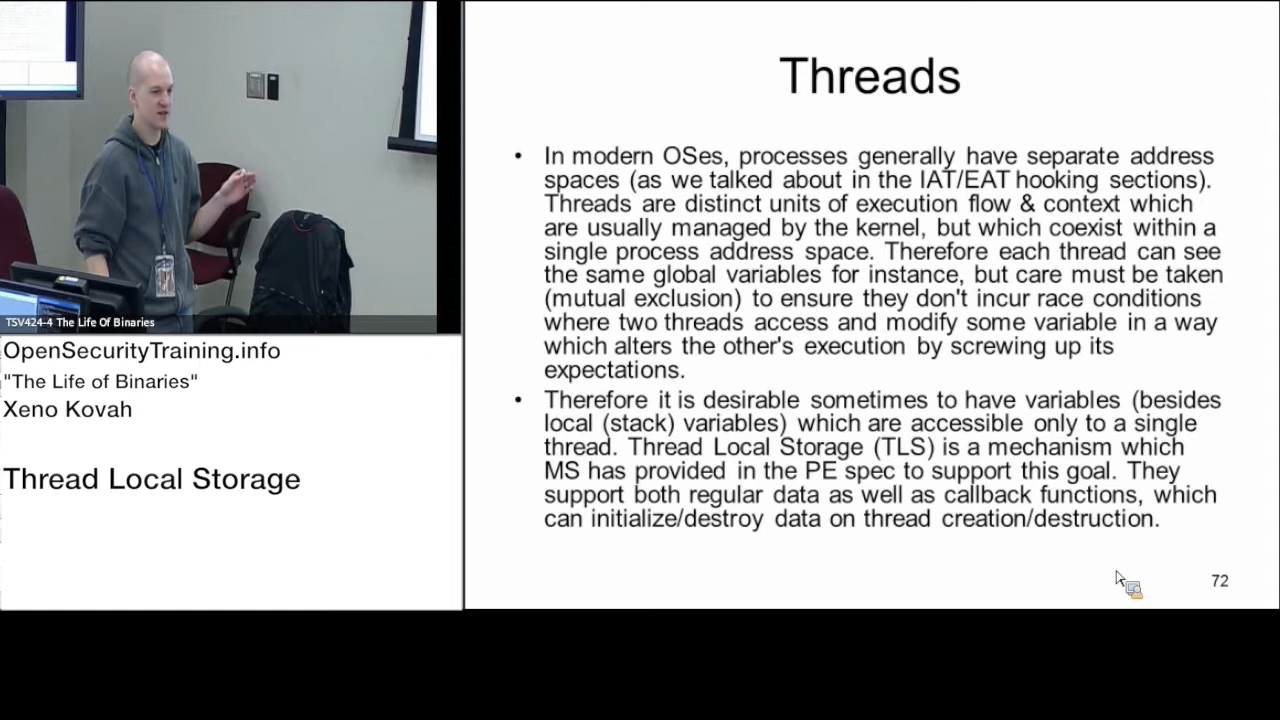 TSV424-4 The Life Of Binaries
OpenSecurityTraining.info
"The Life of Binaries"
Xeno Kovah
Thread Local Storage
Threads
• In modern OSes, processes generally have separate address
spaces (as we talked about in the IAT/EAT hooking sections).
Threads are distinct units of execution flow & context which
are usually managed by the kernel, but which coexist within a
single process address space. Therefore each thread can see
the same global variables for instance, but care must be taken
(mutual exclusion) to ensure they don't incur race conditions
where two threads access and modify some variable in a way
which alters the other's execution by screwing up its
expectations.
• Therefore it is desirable sometimes to have variables (besides
local (stack) variables) which are accessible only to a single
thread. Thread Local Storage (TLS) is a mechanism which
MS has provided in the PE spec to support this goal. They
support both regular data as well as callback functions, which
can initialize/destroy data on thread creation/destruction.
72